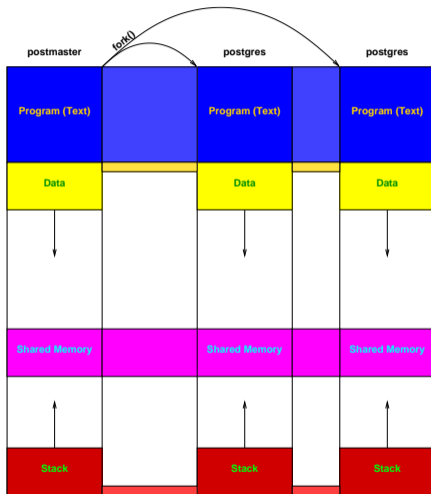 fork()
postmaster postgres postgres
Program (Text) Program (Text) Program (Text)
Data Data Data
Shared Memory Shared Memory Shared Memory
Stack Stack Stack